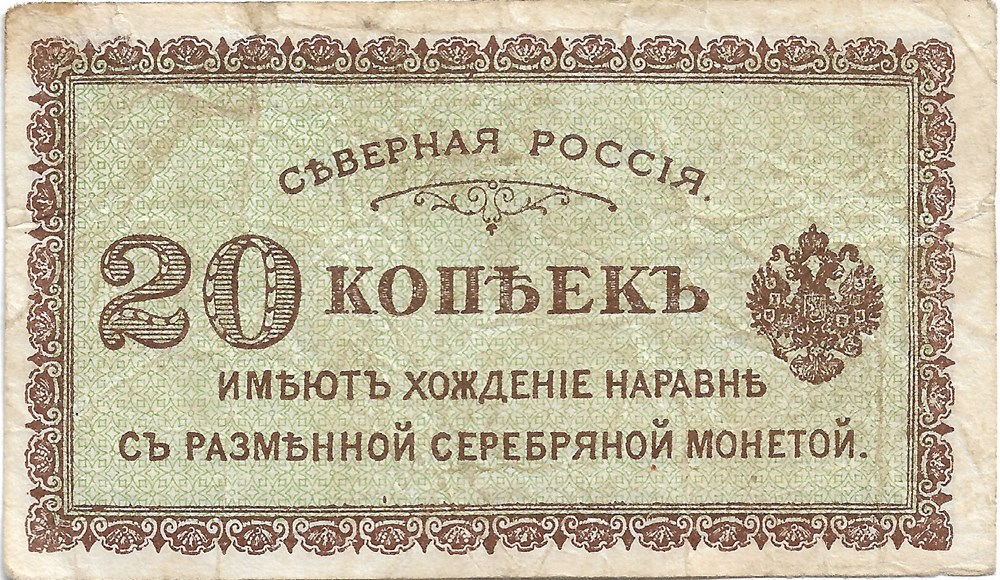 СѢВЕРНАЯ РОССІЯ.
20 КОПѢЕКЪ
ИМѢЮТЪ ХОЖДЕНІЕ НАРАВНѢ
СЪ РАЗМѢННОЙ СЕРЕБРЯНОЙ МОНЕТОЙ.